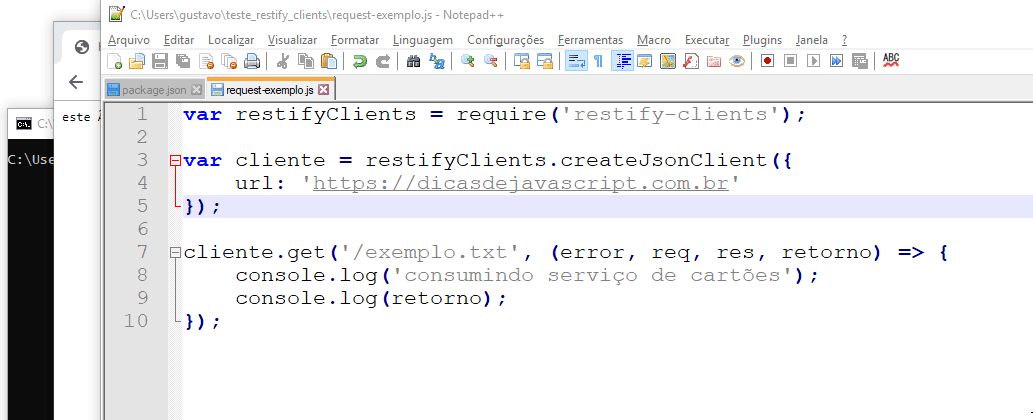 C:\Users\gustavo\teste_restify_clients\request-exemplo.js - Notepad++
Arquivo Editar Localizar Visualizar Formatar Linguagem Configurações Ferramentas Macro Executar Plugins Janela ?
ABC
package.json request-exemplo.js
este
C:\
C:\Use
1 var restifyClients = require('restify-clients');
2
3 var cliente = restifyClients.createJsonClient({
4 url: 'https://dicasdejavascript.com.br'
5 });
6
7 cliente.get('/exemplo.txt', (error, req, res, retorno) => {
8 console.log('consumindo serviço de cartões');
9 console.log(retorno);
10 });